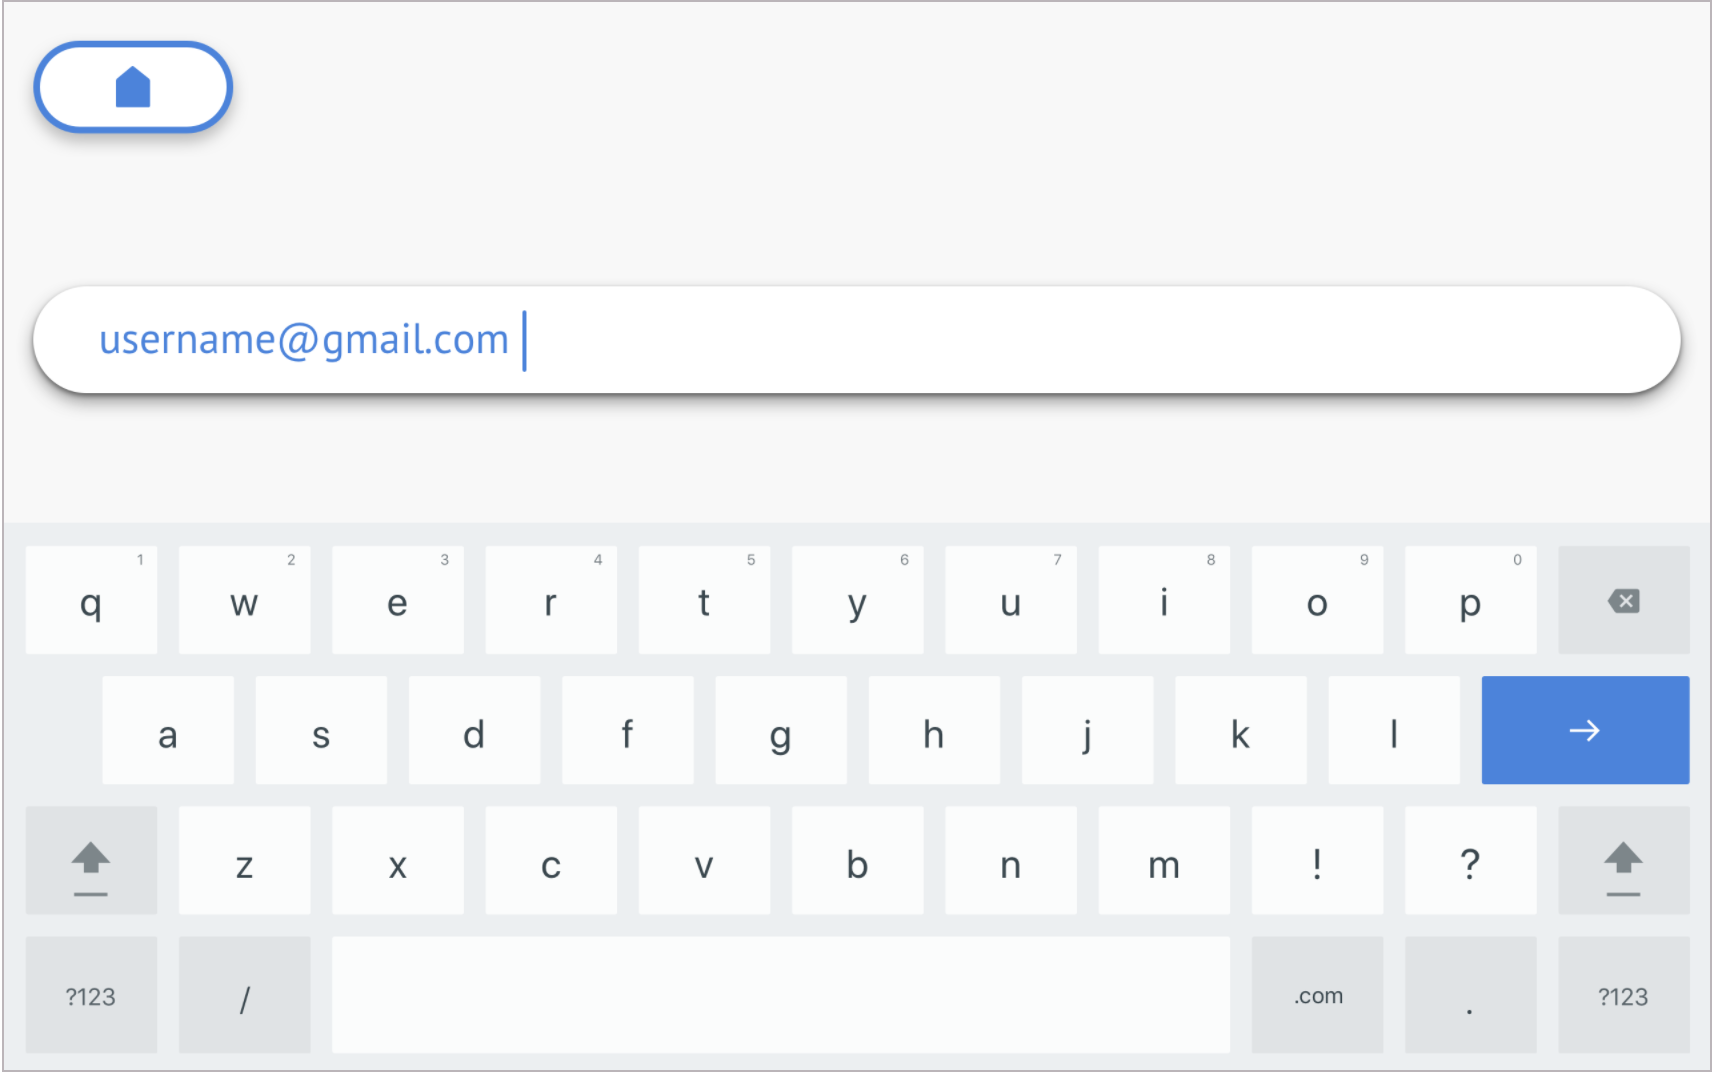 username@gmail.com
1 2 3 4 5 6 7 8 9 0
q w e r t y u i o p
a s d f g h j k l
z x c v b n m ! ?
?123 / .com . ?123